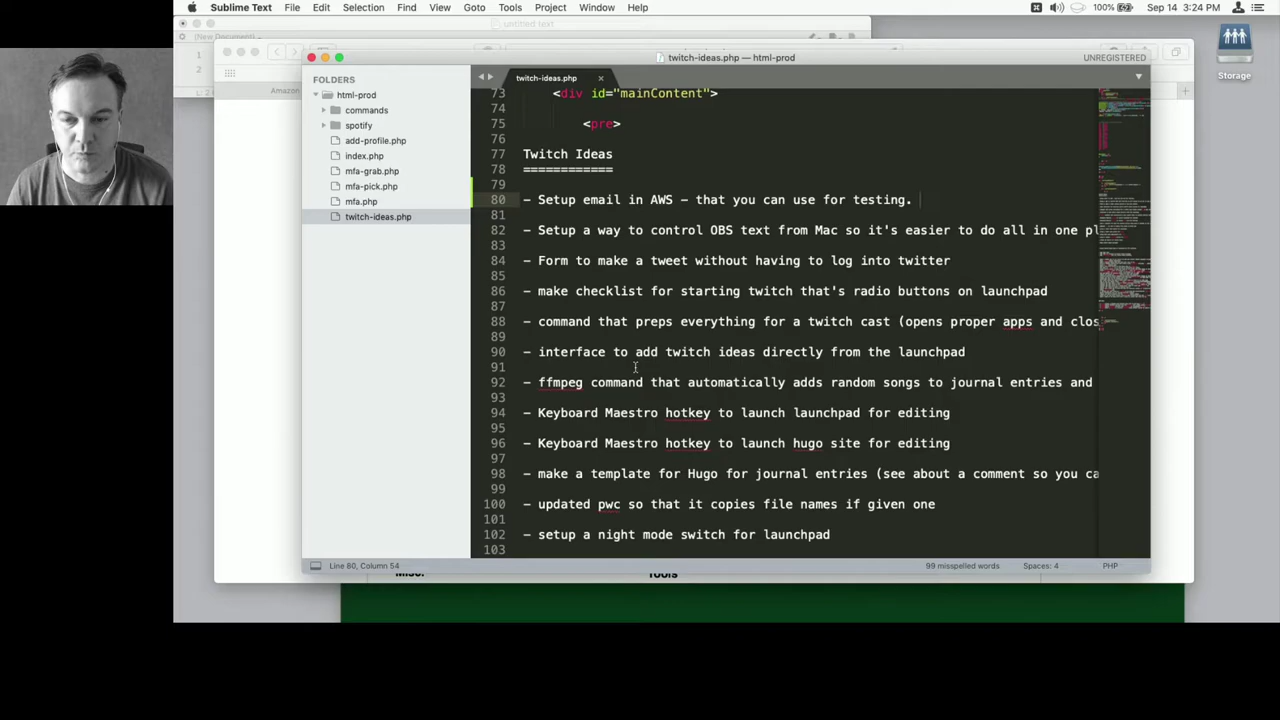 Sublime Text File Edit Selection Find View Goto Tools Project Window Help 100% Sep 14 3:24 PM
untitled text
(New Document)
1
2
twitch-ideas.php — html-prod UNREGISTERED
Storage
FOLDERS
html-prod
commands
spotify
add-profile.php
index.php
mfa-grab.php
mfa-pick.php
mfa.php
twitch-ideas.php
Amazon
twitch-ideas.php
73 <div id="mainContent">
74
75 <pre>
76
77 Twitch Ideas
78 ============
79
80 - Setup email in AWS - that you can use for testing.
81
82 - Setup a way to control OBS text from Mac so it's easier to do all in one pl
83
84 - Form to make a tweet without having to log into twitter
85
86 - make checklist for starting twitch that's radio buttons on launchpad
87
88 - command that preps everything for a twitch cast (opens proper apps and clos
89
90 - interface to add twitch ideas directly from the launchpad
91
92 - ffmpeg command that automatically adds random songs to journal entries and
93
94 - Keyboard Maestro hotkey to launch launchpad for editing
95
96 - Keyboard Maestro hotkey to launch hugo site for editing
97
98 - make a template for Hugo for journal entries (see about a comment so you ca
99
100 - updated pwc so that it copies file names if given one
101
102 - setup a night mode switch for launchpad
103
Line 80, Column 54 99 misspelled words Spaces: 4 PHP
Misc. Tools